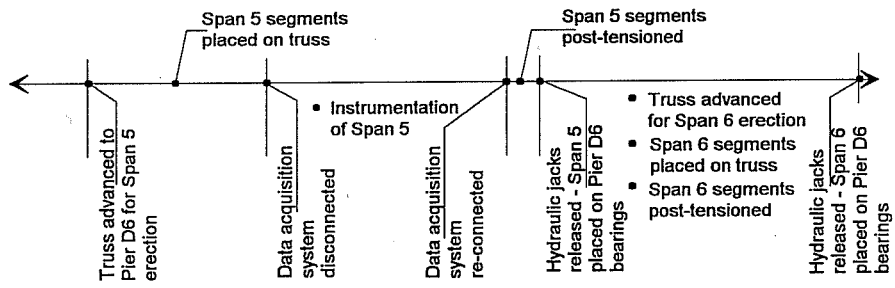 Span 5 segments
placed on truss
Span 5 segments
post-tensioned
Truss advanced to
Pier D6 for Span 5
erection
Data acquisition
system
disconnected
Instrumentation
of Span 5
Data acquisition
system
re-connected
Hydraulic jacks
released - Span 5
placed on Pier D6
bearings
Truss advanced
for Span 6 erection
Span 6 segments
placed on truss
Span 6 segments
post-tensioned
Hydraulic jacks
released - Span 6
placed on Pier D6
bearings